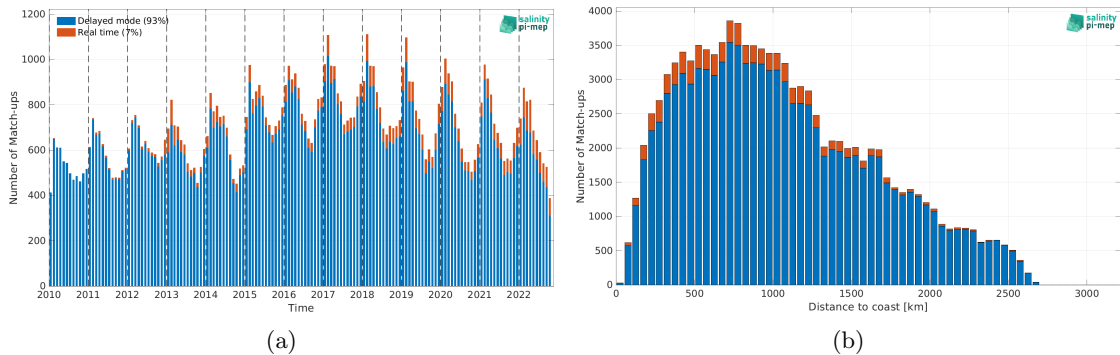 Delayed mode (93%)
Real time (7%)
salinity
pi-mep
Number of Match-ups
1200
1000
800
600
400
200
0
2010 2011 2012 2013 2014 2015 2016 2017 2018 2019 2020 2021 2022
Time
(a)
salinity
pi-mep
Number of Match-ups
4000
3500
3000
2500
2000
1500
1000
500
0
0 500 1000 1500 2000 2500 3000
Distance to coast [km]
(b)